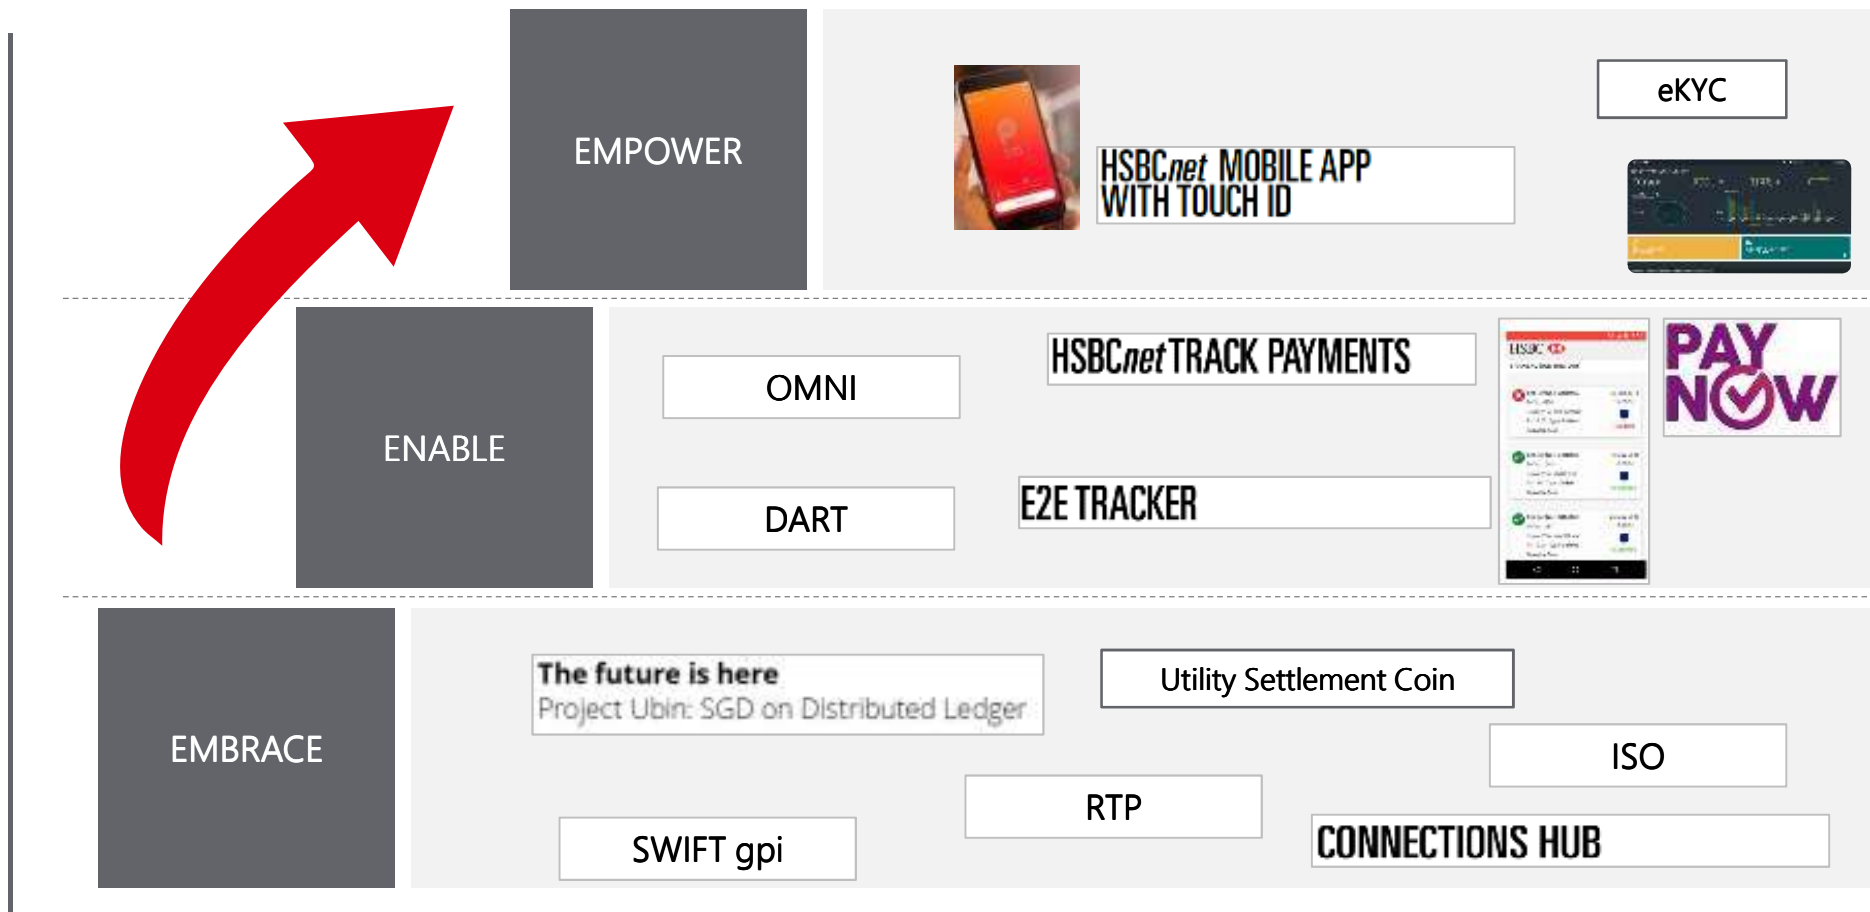 EMPOWER
eKYC
HSBCnet MOBILE APP
WITH TOUCH ID
ENABLE
OMNI
HSBCnet TRACK PAYMENTS
HSBC
PAY
NOW
DART
E2E TRACKER
EMBRACE
The future is here
Project Ubin: SGD on Distributed Ledger
Utility Settlement Coin
ISO
RTP
SWIFT gpi
CONNECTIONS HUB